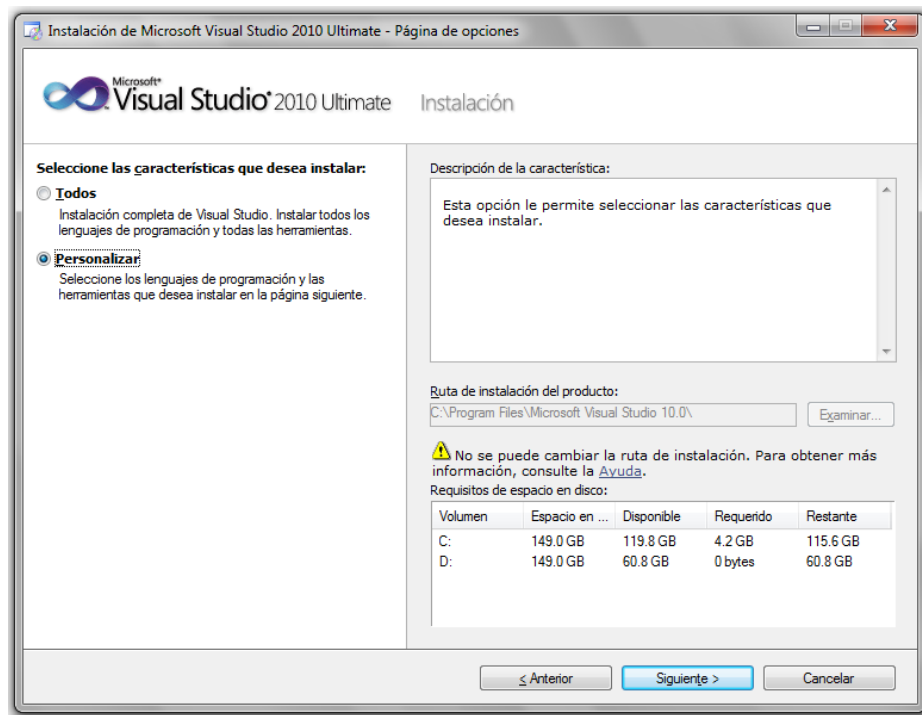 Instalación de Microsoft Visual Studio 2010 Ultimate - Página de opciones
Microsoft®
Visual Studio® 2010 Ultimate
Instalación
Seleccione las características que desea instalar:
Todos
Instalación completa de Visual Studio. Instalar todos los
lenguajes de programación y todas las herramientas.
Personalizar
Seleccione los lenguajes de programación y las
herramientas que desea instalar en la página siguiente.
Descripción de la característica:
Esta opción le permite seleccionar las características que
desea instalar.
Ruta de instalación del producto:
C:\Program Files\Microsoft Visual Studio 10.0\
Examinar...
No se puede cambiar la ruta de instalación. Para obtener más
información, consulte la Ayuda.
Requisitos de espacio en disco:
Volumen Espacio en ... Disponible Requerido Restante
C: 149.0 GB 119.8 GB 4.2 GB 115.6 GB
D: 149.0 GB 60.8 GB 0 bytes 60.8 GB
< Anterior Siguiente > Cancelar